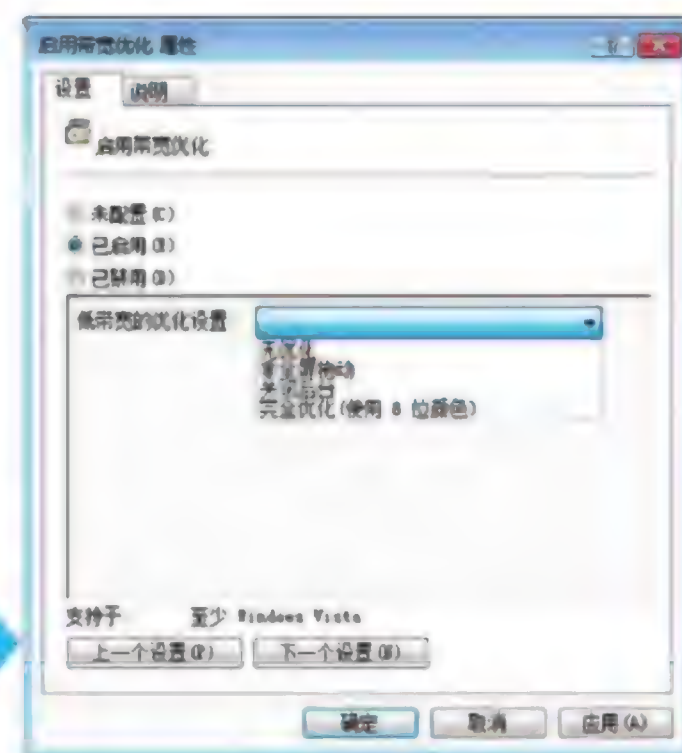 启用带宽优化 属性
设置 说明
启用带宽优化
未配置(C)
已启用(E)
已禁用(D)
低带宽的优化设置
无优化
完全优化(使用 8 位颜色)
支持于 至少 Windows Vista
上一个设置(P) 下一个设置(N)
确定 取消 应用(A)